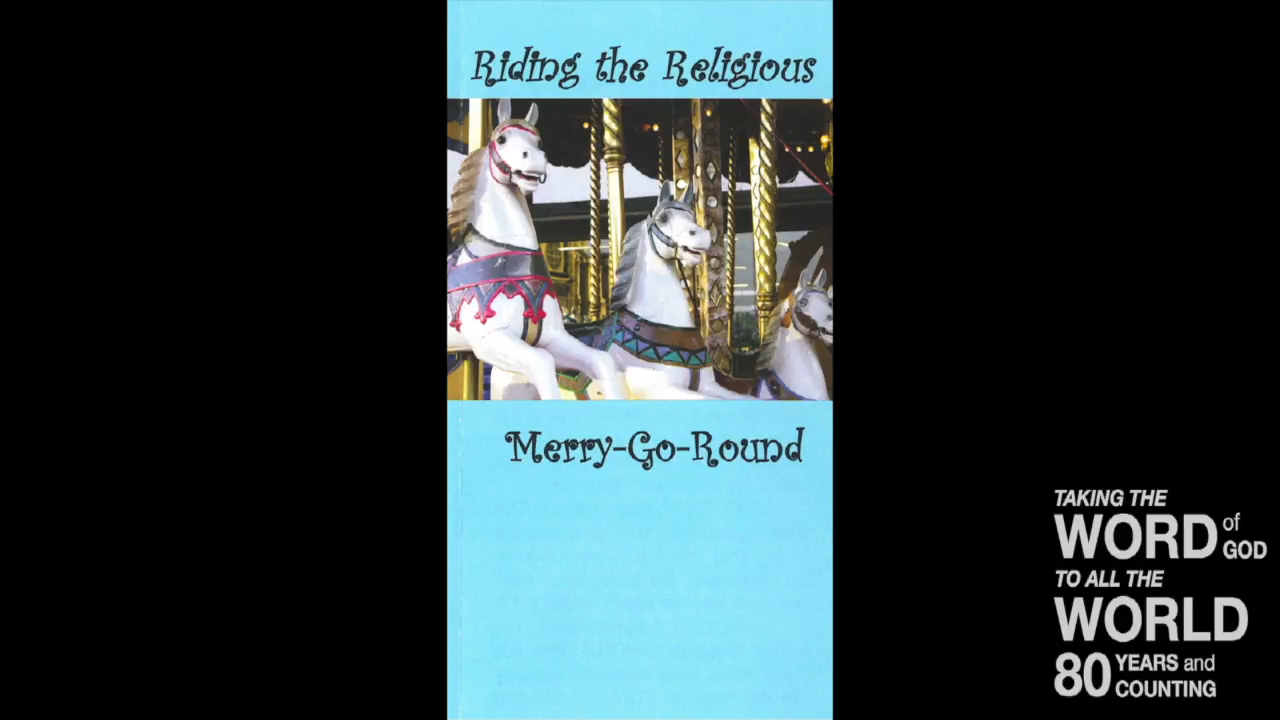 Riding the Religious
Merry-Go-Round
TAKING THE
WORD of GOD
TO ALL THE
WORLD
80 YEARS and
COUNTING